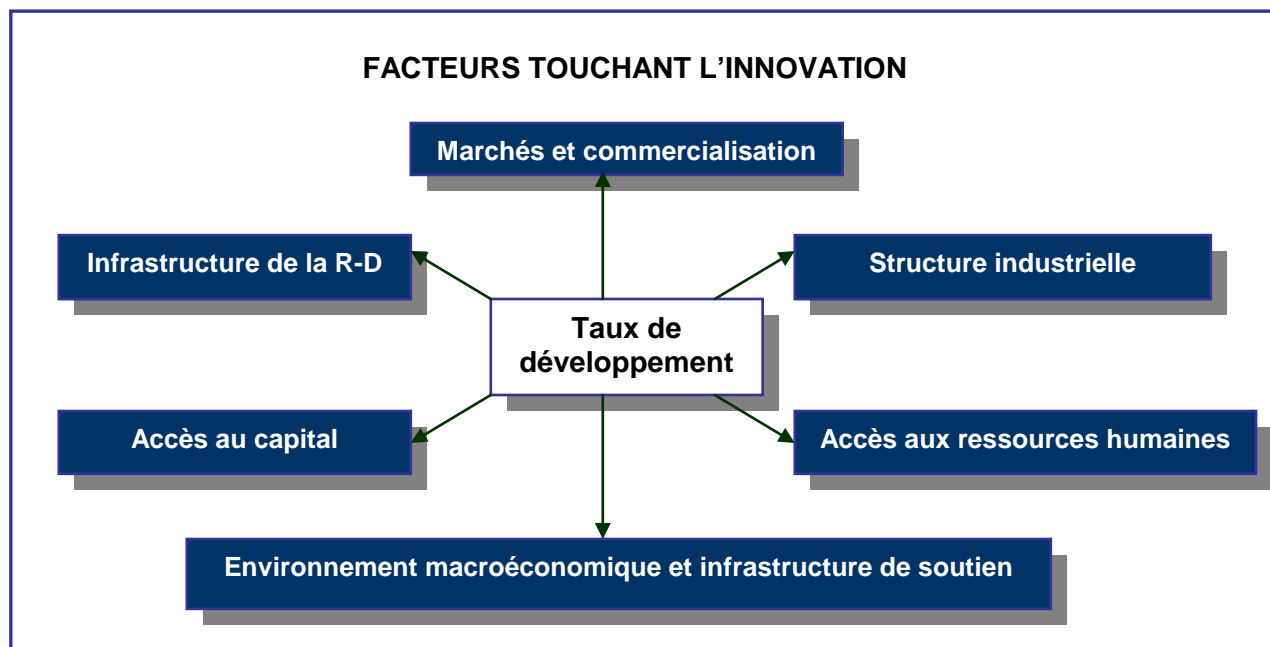 FACTEURS TOUCHANT L’INNOVATION
Marchés et commercialisation
Infrastructure de la R-D
Structure industrielle
Taux de
développement
Accès au capital
Accès aux ressources humaines
Environnement macroéconomique et infrastructure de soutien